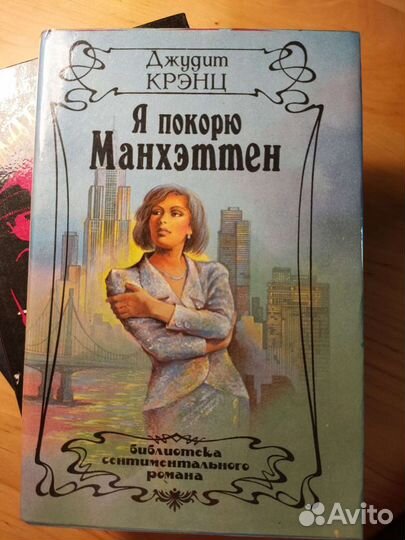 Джудит
КРЭНЦ
Я покорю
Манхэттен
библиотека
сентиментального
романа
Avito